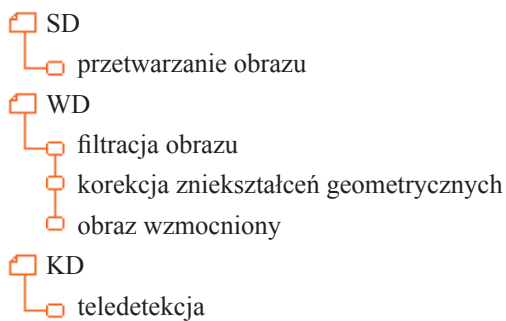 SD
przetwarzanie obrazu
WD
filtracja obrazu
korekcja zniekształceń geometrycznych
obraz wzmocniony
KD
teledetekcja